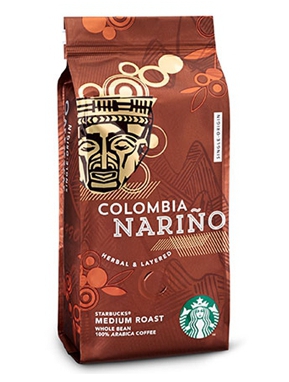 SINGLE-ORIGIN
COLOMBIA
NARIÑO
HERBAL & LAYERED
STARBUCKS®
MEDIUM ROAST
WHOLE BEAN
100% ARABICA COFFEE